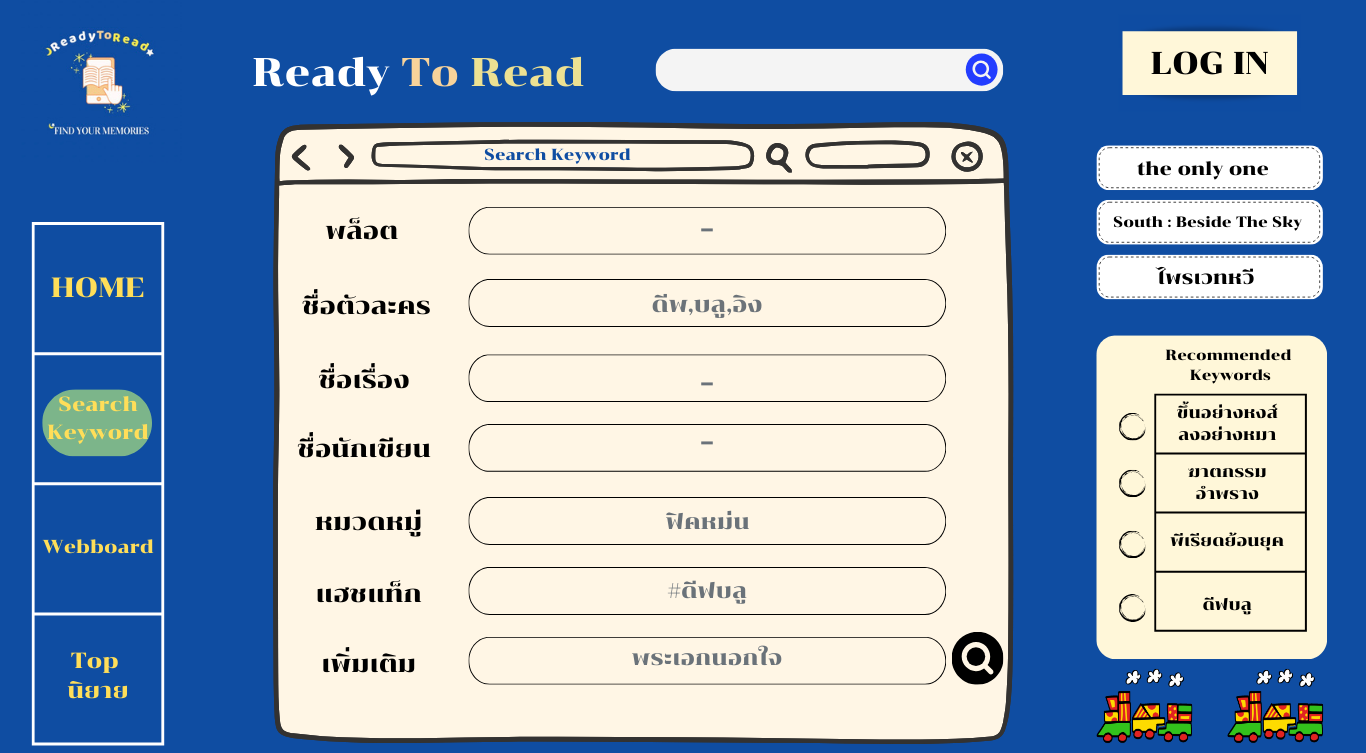 ReadyToRead
FIND YOUR MEMORIES
Ready To Read
LOG IN
HOME
Search
Keyword
Webboard
Top
นิยาย
Search Keyword
พล็อต
-
ชื่อตัวละคร
ดีพ,บลู,อิง
ชื่อเรื่อง
-
ชื่อนักเขียน
-
หมวดหมู่
ฟิคหม่น
แฮชแท็ก
#ดีฟบลู
เพิ่มเติม
พระเอกนอกใจ
the only one
South : Beside The Sky
ไพรเวทหวี
Recommended
Keywords
ขึ้นอย่างหงส์
ลงอย่างหมา
ฆาตกรรม
อำพราง
พีเรียดย้อนยุค
ดีฟบลู